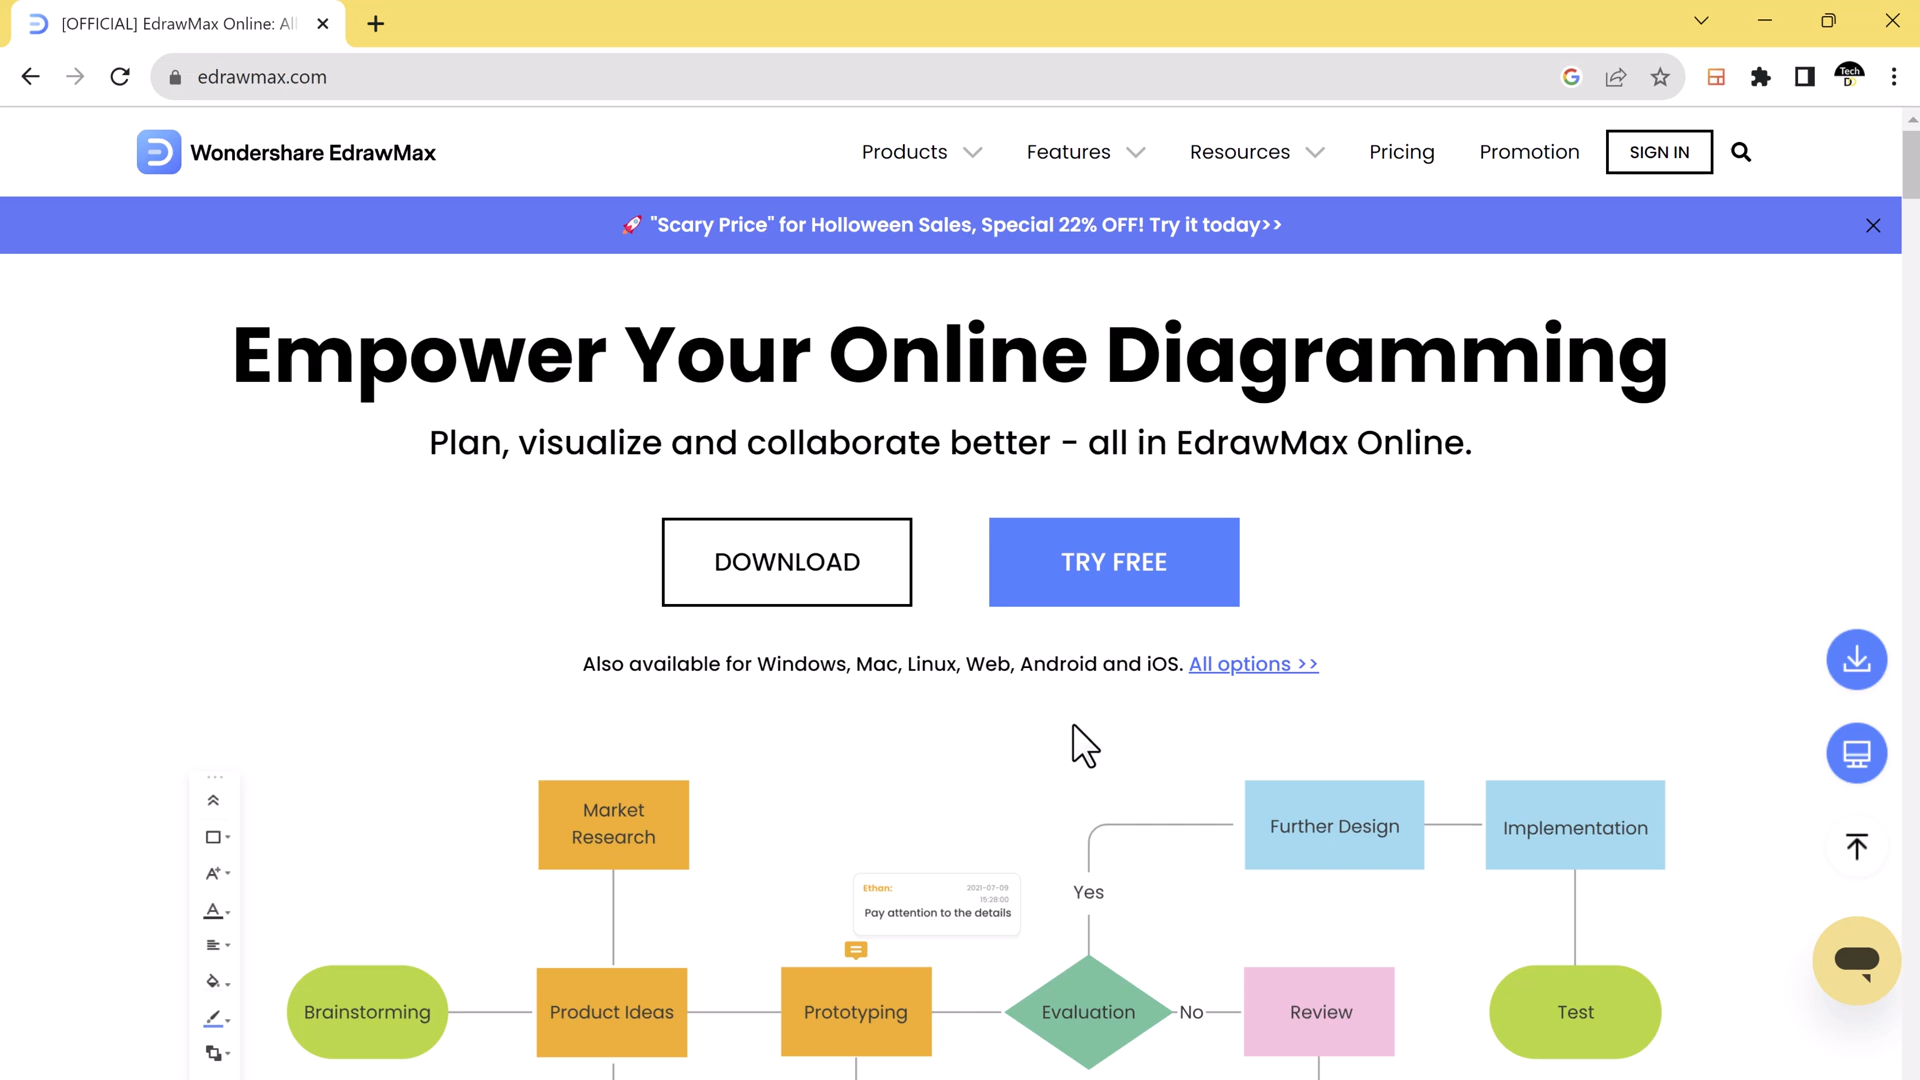 [OFFICIAL] EdrawMax Online: All
edrawmax.com
Tech
D
Wondershare EdrawMax
Products
Features
Resources
Pricing
Promotion
SIGN IN
"Scary Price" for Holloween Sales, Special 22% OFF! Try it today>>
Empower Your Online Diagramming
Plan, visualize and collaborate better - all in EdrawMax Online.
DOWNLOAD
TRY FREE
Also available for Windows, Mac, Linux, Web, Android and iOS. All options >>
Market
Research
Further Design
Implementation
Ethan:
2021-07-09
15:28:00
Pay attention to the details
Yes
Brainstorming
Product Ideas
Prototyping
Evaluation
No
Review
Test